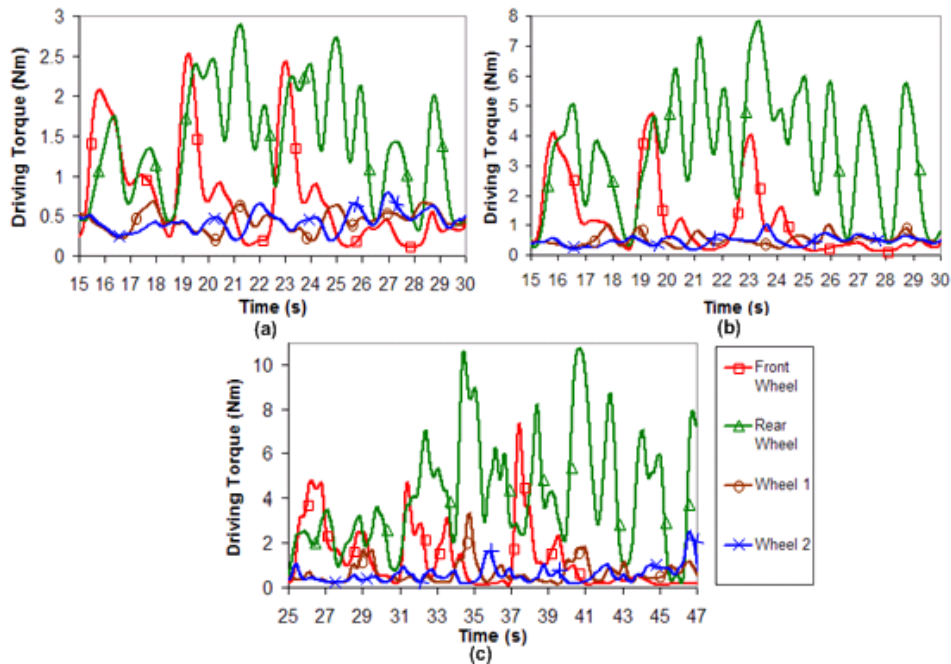 Driving Torque (Nm)
3
2.5
2
1.5
1
0.5
0
15 16 17 18 19 20 21 22 23 24 25 26 27 28 29 30
Time (s)
(a)
Driving Torque (Nm)
8
7
6
5
4
3
2
1
0
15 16 17 18 19 20 21 22 23 24 25 26 27 28 29 30
Time (s)
(b)
Driving Torque (Nm)
10
8
6
4
2
0
25 27 29 31 33 35 37 39 41 43 45 47
Time (s)
(c)
Front
Wheel
Rear
Wheel
Wheel 1
Wheel 2